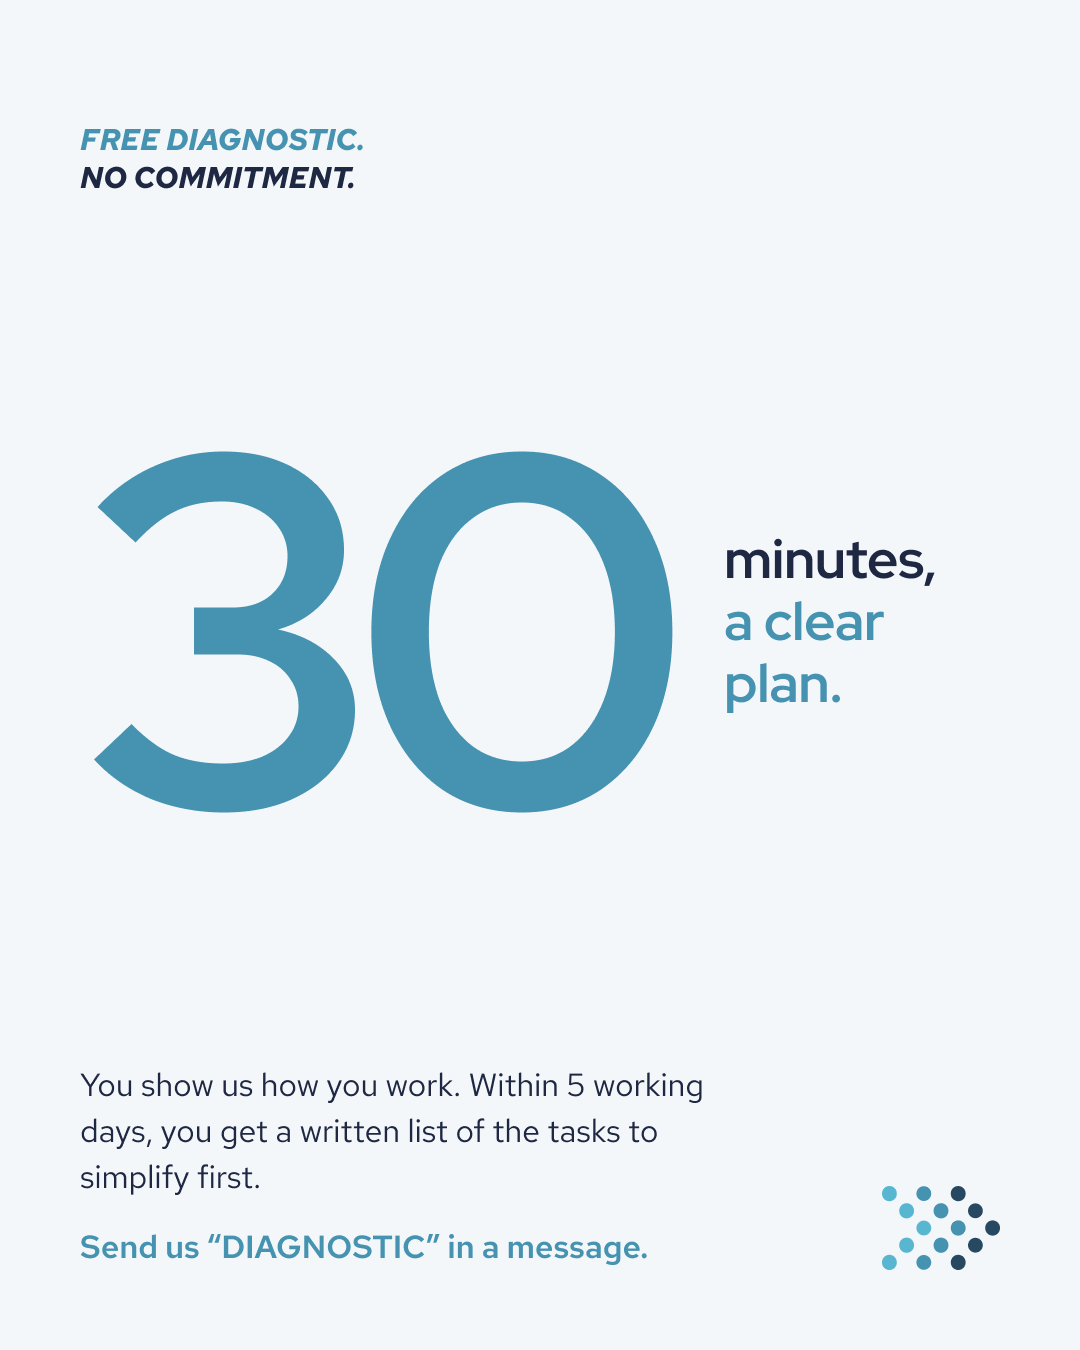 FREE DIAGNOSTIC.
NO COMMITMENT.
30
minutes,
a clear
plan.
You show us how you work. Within 5 working
days, you get a written list of the tasks to
simplify first.
Send us “DIAGNOSTIC” in a message.